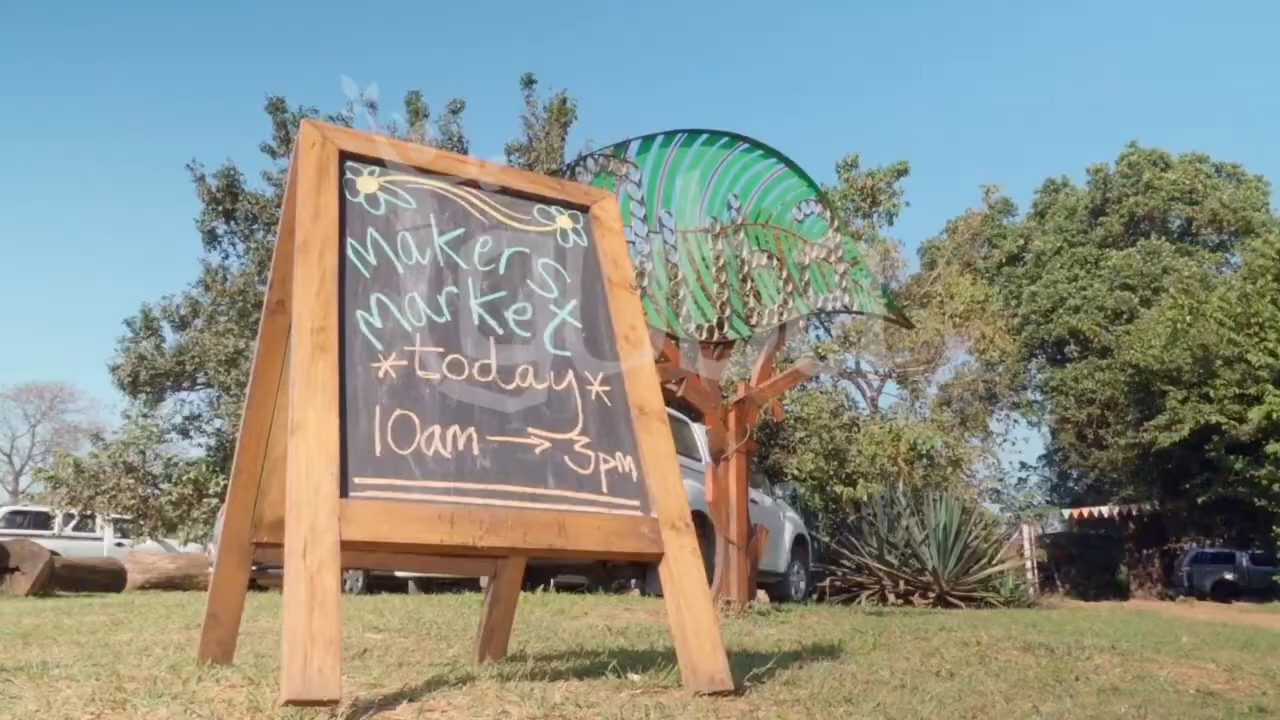 Makers
market
*today*
10am → 3pm